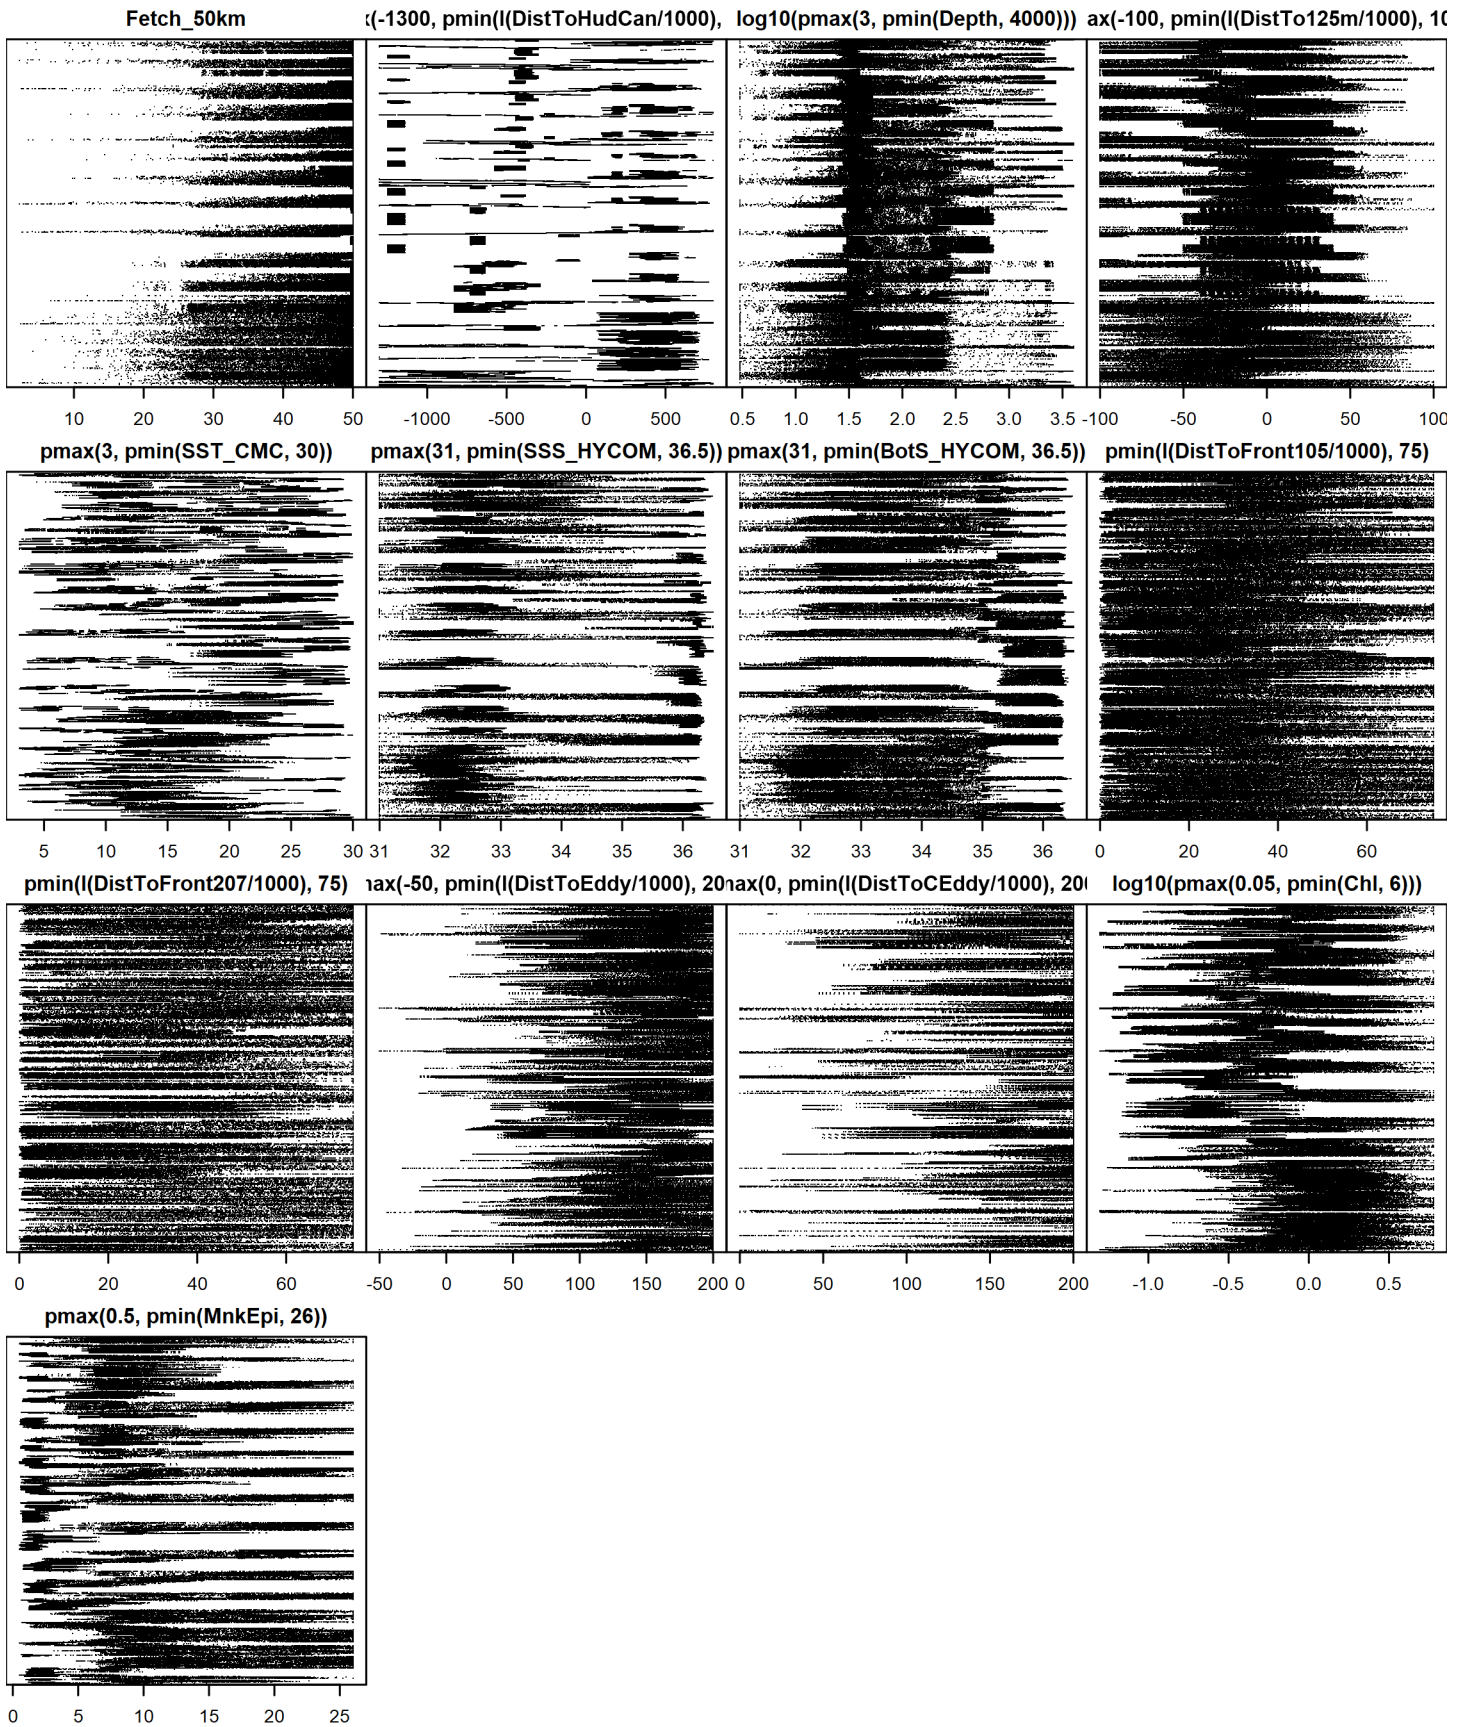 Fetch_50km
(-1300, pmin(I(DistToHudCan/1000),
log10(pmax(3, pmin(Depth, 4000)))
ax(-100, pmin(I(DistTo125m/1000), 10
10 20 30 40 50
-1000 -500 0 500
0.5 1.0 1.5 2.0 2.5 3.0 3.5
-100 -50 0 50 100
pmax(3, pmin(SST_CMC, 30))
pmax(31, pmin(SSS_HYCOM, 36.5))
pmax(31, pmin(BotS_HYCOM, 36.5))
pmin(I(DistToFront105/1000), 75)
5 10 15 20 25 30
31 32 33 34 35 36
31 32 33 34 35 36
0 20 40 60
pmin(I(DistToFront207/1000), 75)
ax(-50, pmin(I(DistToEddy/1000), 20
ax(0, pmin(I(DistToCEddy/1000), 200
log10(pmax(0.05, pmin(Chl, 6)))
0 20 40 60
-50 0 50 100 150 200
0 50 100 150 200
-1.0 -0.5 0.0 0.5
pmax(0.5, pmin(MnkEpi, 26))
0 5 10 15 20 25